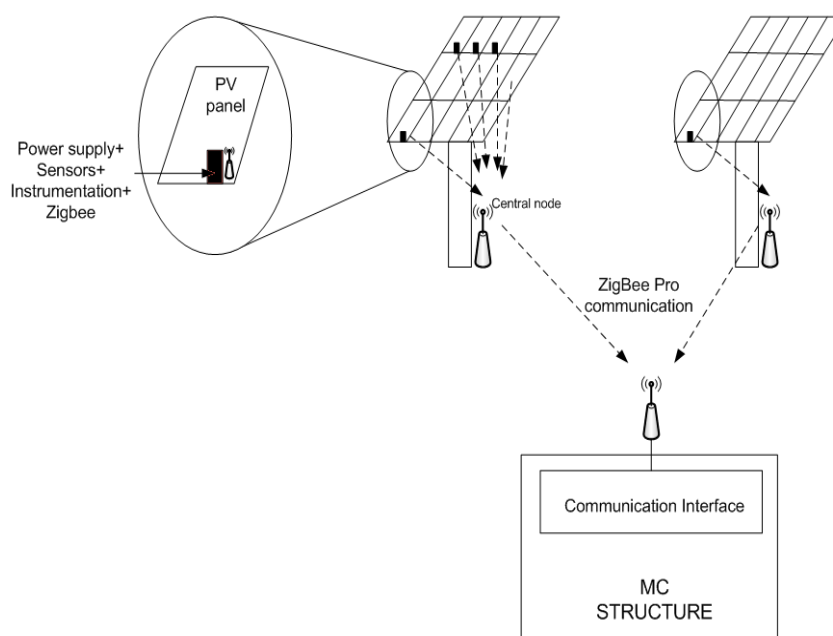 PV
panel
Power supply+
Sensors+
Instrumentation+
Zigbee
Central node
ZigBee Pro
communication
Communication Interface
MC
STRUCTURE